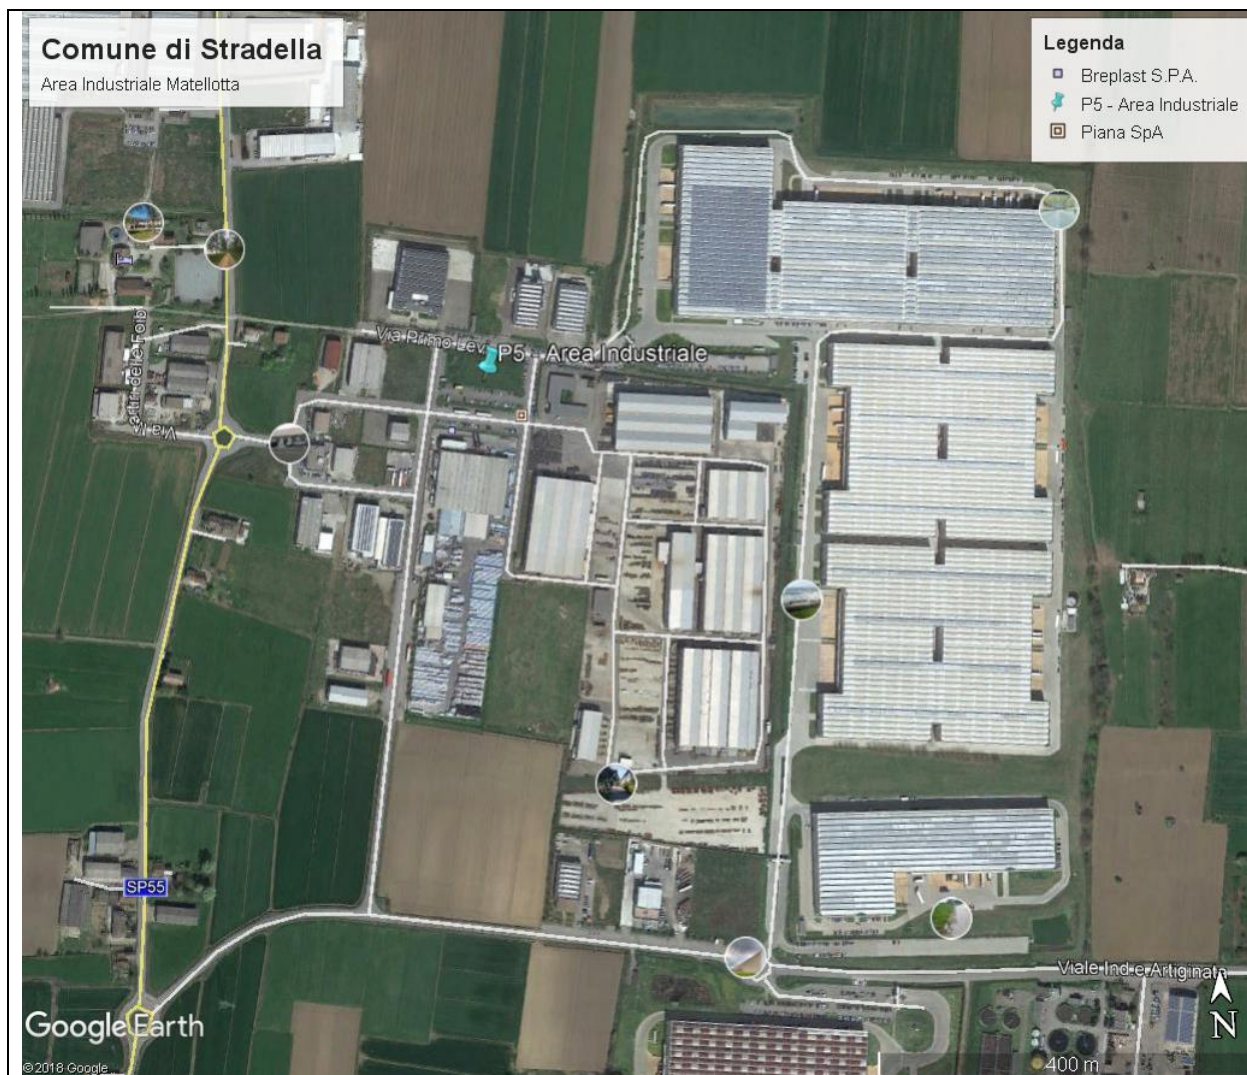 Comune di Stradella
Area Industriale Matellotta
Legenda
Breplast S.P.A.
P5 - Area Industriale
Piana SpA
Via Primo Levi
P5 - Area Industriale
SP55
Viale Ind.e Artiginata
N
Google Earth
©2018 Google
400 m